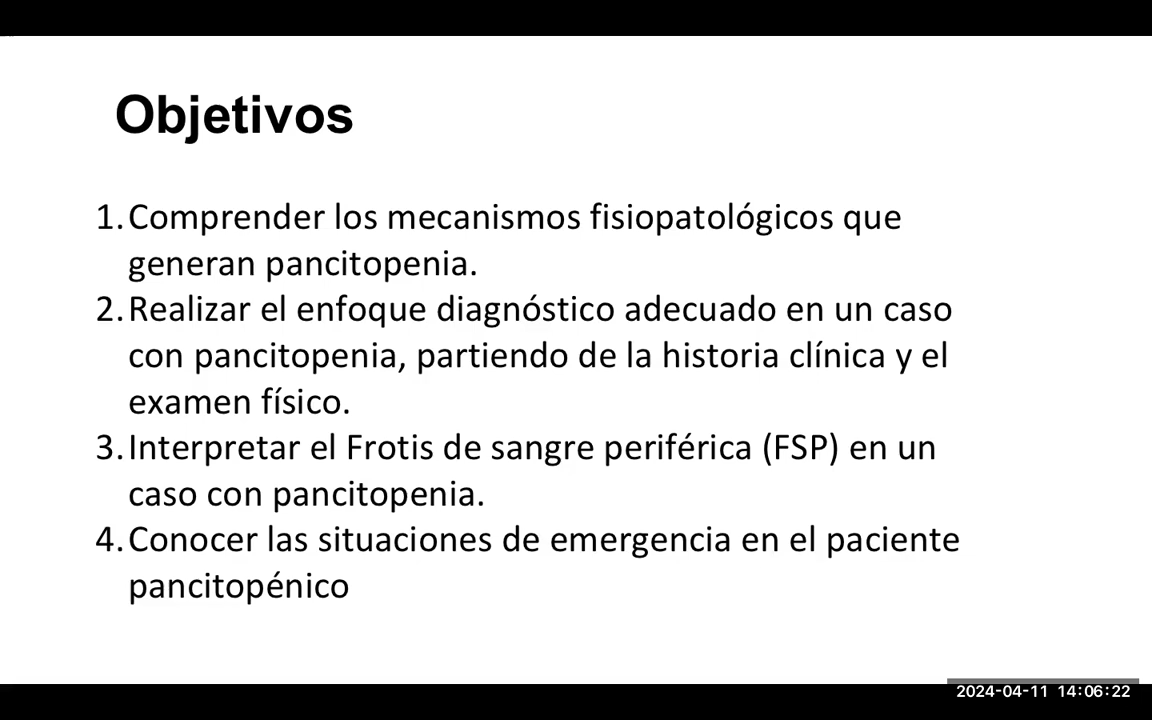 Objetivos
1. Comprender los mecanismos fisiopatológicos que
generan pancitopenia.
2. Realizar el enfoque diagnóstico adecuado en un caso
con pancitopenia, partiendo de la historia clínica y el
examen físico.
3. Interpretar el Frotis de sangre periférica (FSP) en un
caso con pancitopenia.
4. Conocer las situaciones de emergencia en el paciente
pancitopénico
2024-04-11 14:06:22